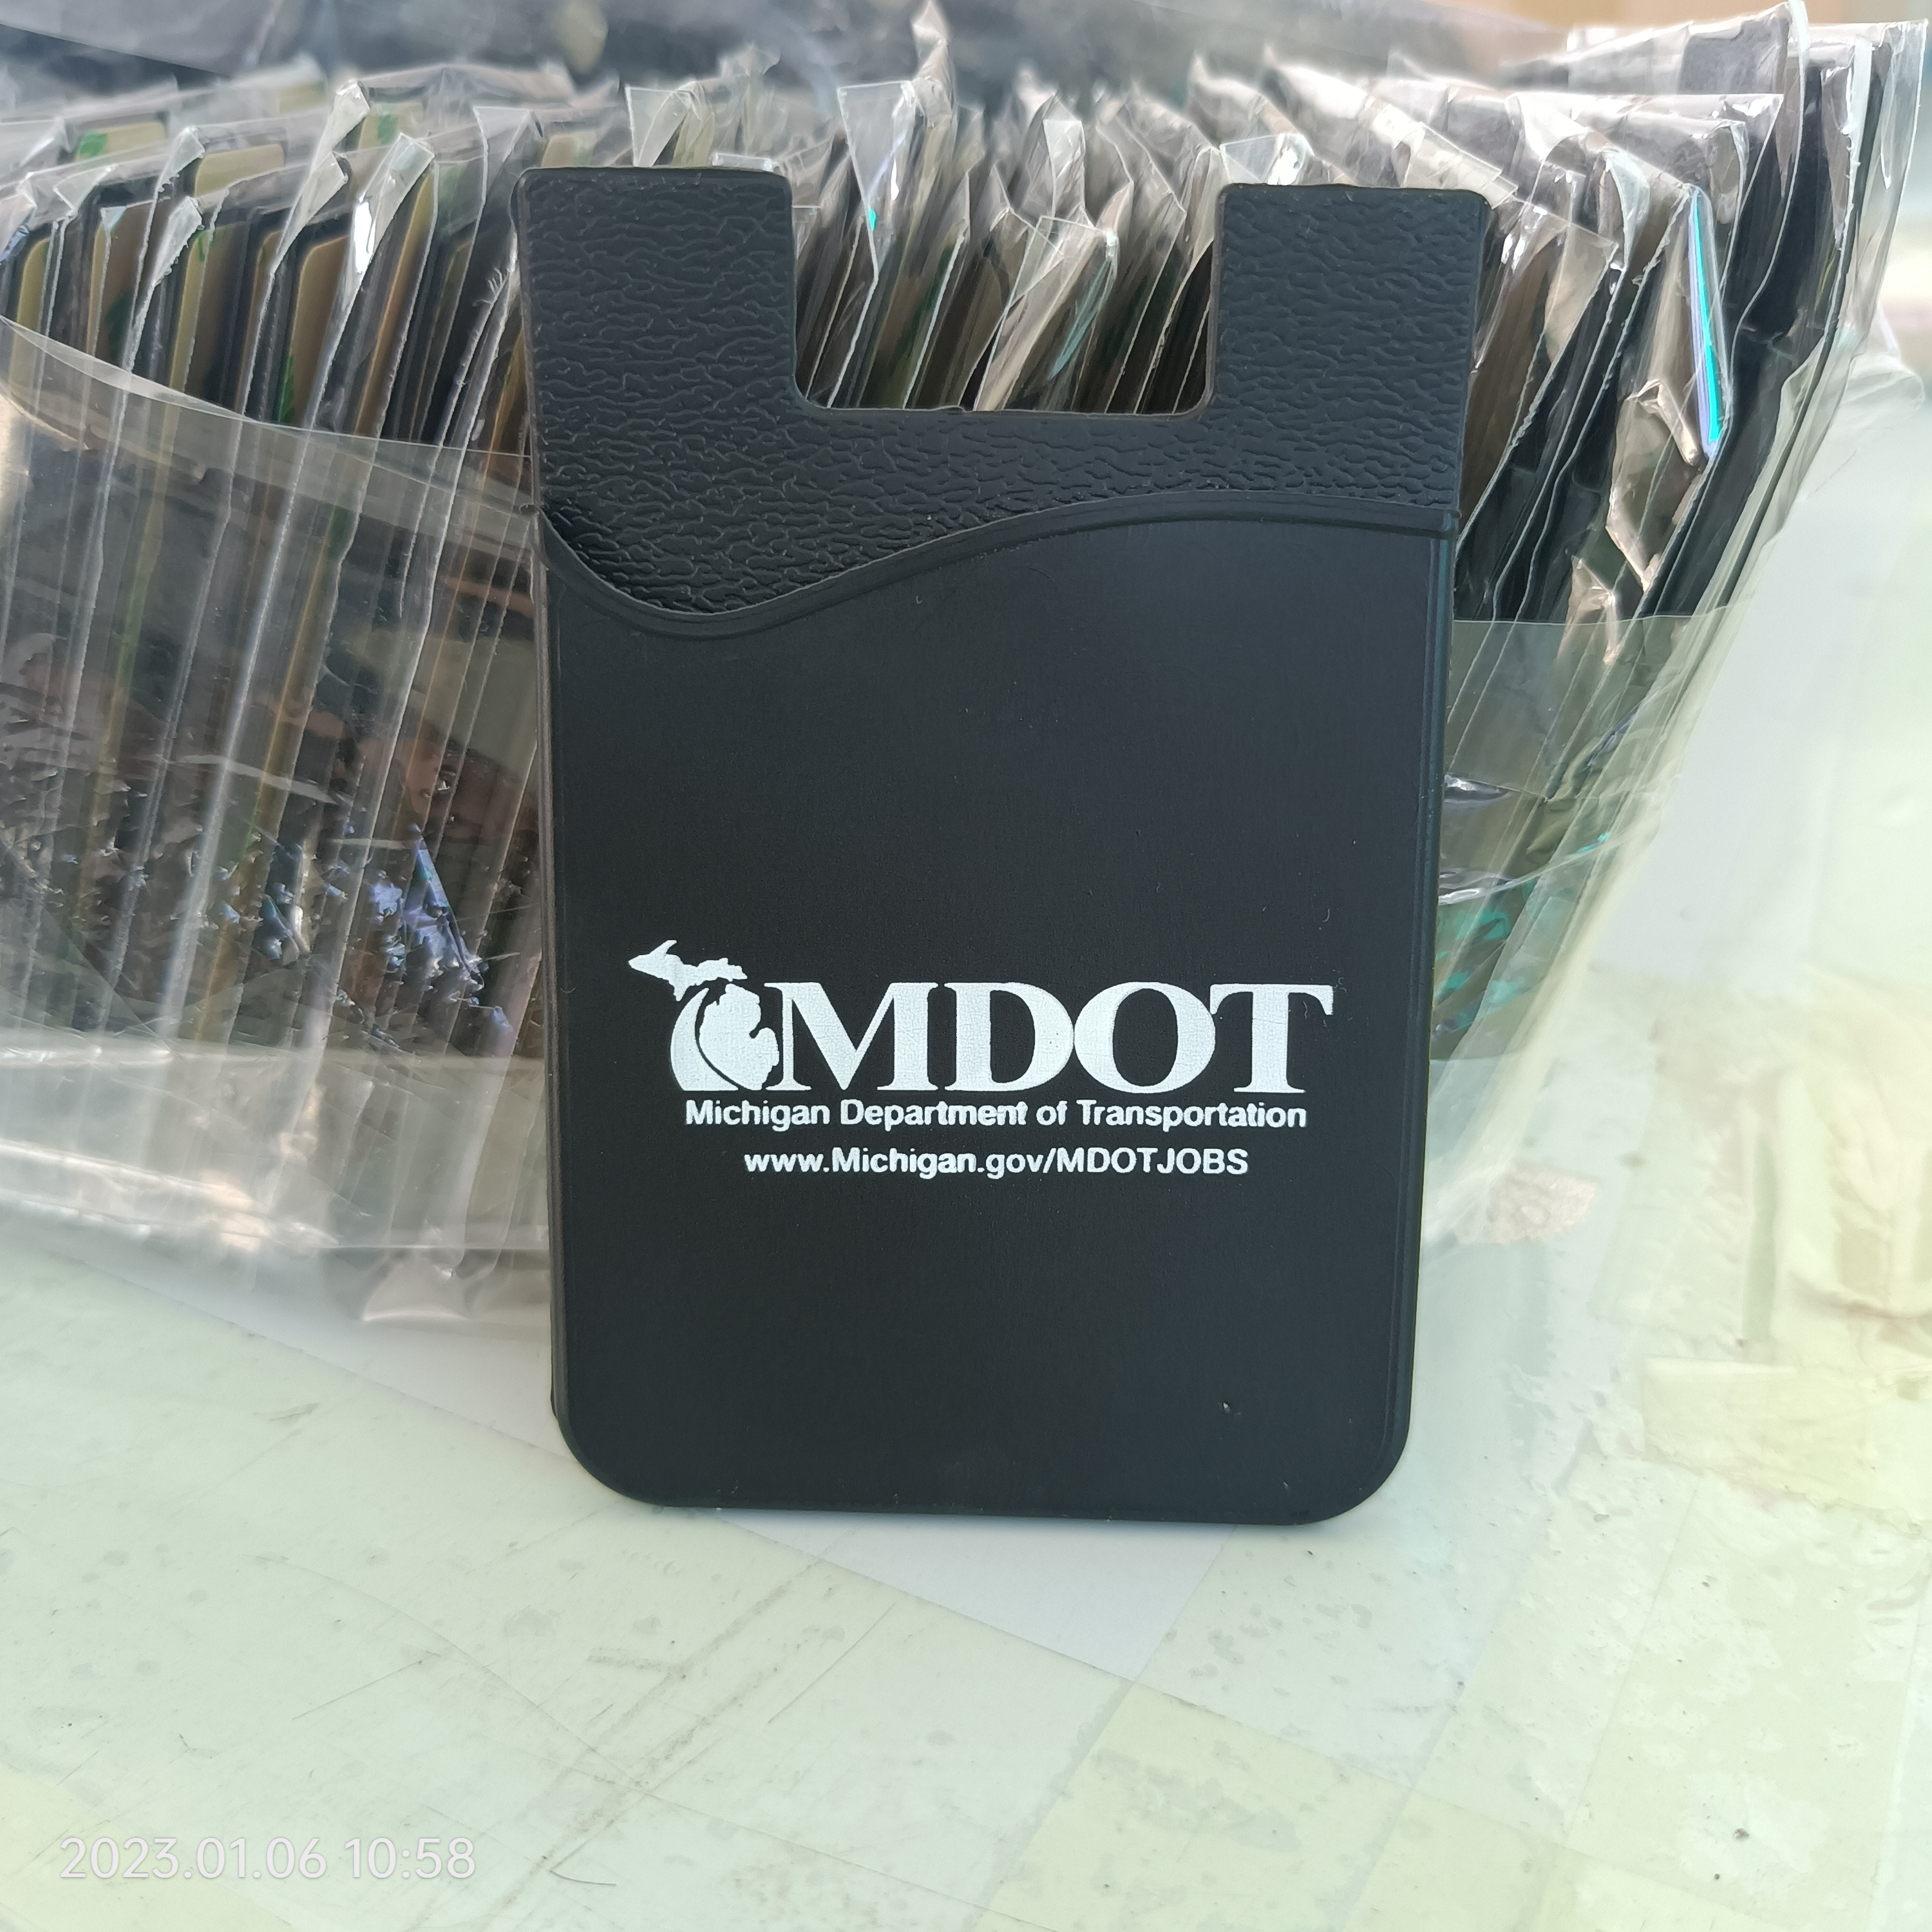 MDOT
Michigan Department of Transportation
www.Michigan.gov/MDOTJOBS
2023.01.06 10:58